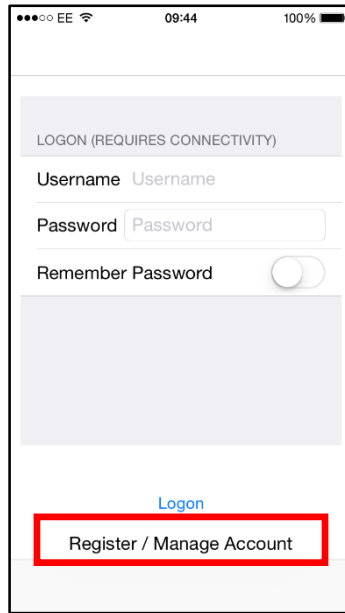 EE 09:44 100%
LOGON (REQUIRES CONNECTIVITY)
Username Username
Password Password
Remember Password
Logon
Register / Manage Account